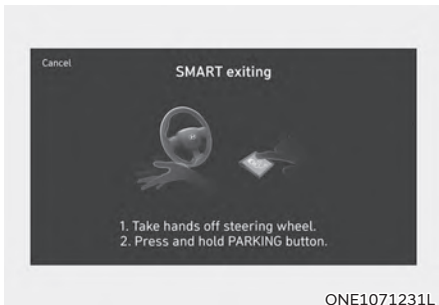 Cancel
SMART exiting
1. Take hands off steering wheel.
2. Press and hold PARKING button.
ONE1071231L